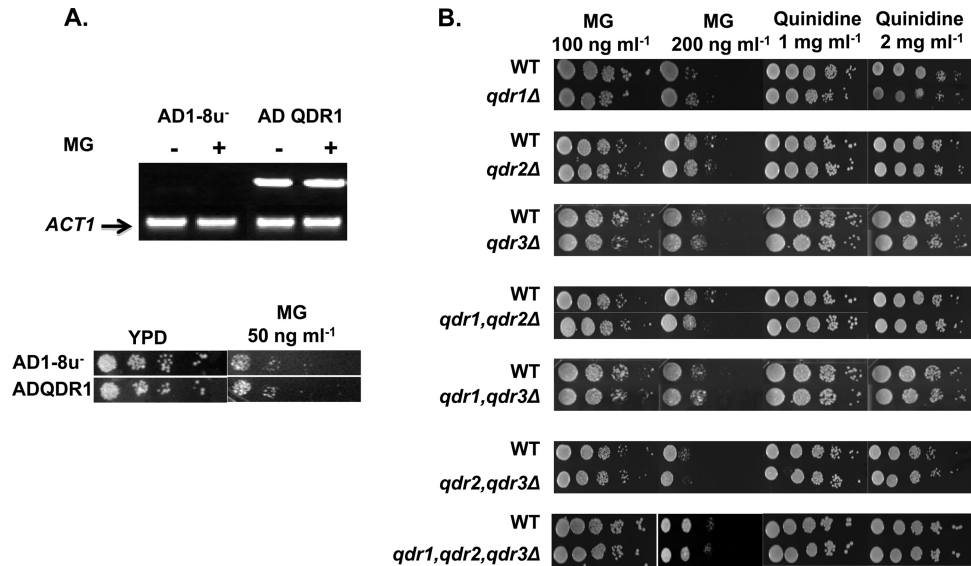 A.
AD1-8u⁻ AD QDR1
MG - + - +
ACT1
YPD MG 50 ng ml⁻¹
AD1-8u⁻
ADQDR1
B.
MG 100 ng ml⁻¹ MG 200 ng ml⁻¹ Quinidine 1 mg ml⁻¹ Quinidine 2 mg ml⁻¹
WT
qdr1Δ
WT
qdr2Δ
WT
qdr3Δ
WT
qdr1,qdr2Δ
WT
qdr1,qdr3Δ
WT
qdr2,qdr3Δ
WT
qdr1,qdr2,qdr3Δ